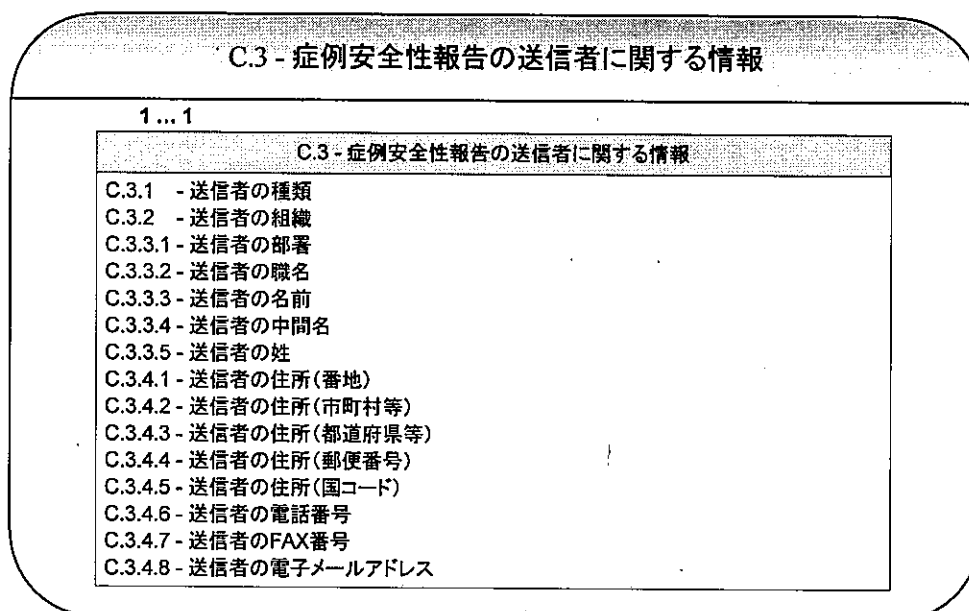 C.3 - 症例安全性報告の送信者に関する情報
1 ... 1
C.3 - 症例安全性報告の送信者に関する情報
C.3.1 - 送信者の種類
C.3.2 - 送信者の組織
C.3.3.1 - 送信者の部署
C.3.3.2 - 送信者の職名
C.3.3.3 - 送信者の名前
C.3.3.4 - 送信者の中間名
C.3.3.5 - 送信者の姓
C.3.4.1 - 送信者の住所(番地)
C.3.4.2 - 送信者の住所(市町村等)
C.3.4.3 - 送信者の住所(都道府県等)
C.3.4.4 - 送信者の住所(郵便番号)
C.3.4.5 - 送信者の住所(国コード)
C.3.4.6 - 送信者の電話番号
C.3.4.7 - 送信者のFAX番号
C.3.4.8 - 送信者の電子メールアドレス